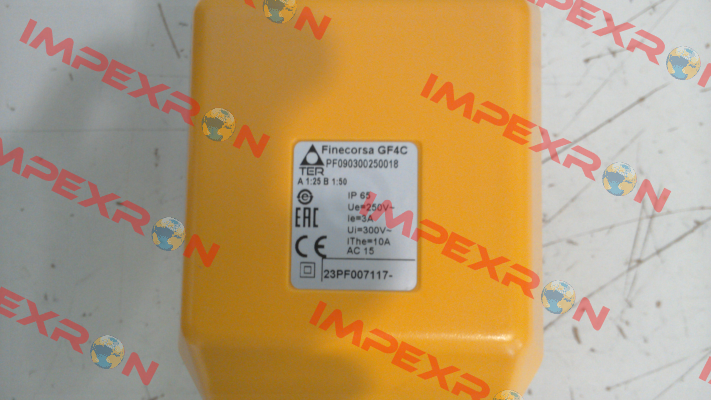 IMPEXRON
IMPEXRON
IMPEXRON
IMPEXRON
IMPEXRON
IMPEXRON
Finecorsa GF4C
PF090300250018
TER
A 1:25 B 1:50
IP 65
Ue=250V~
Ie=3A
EAC
Ui=300V~
IThe=10A
CE
AC 15
23PF007117-